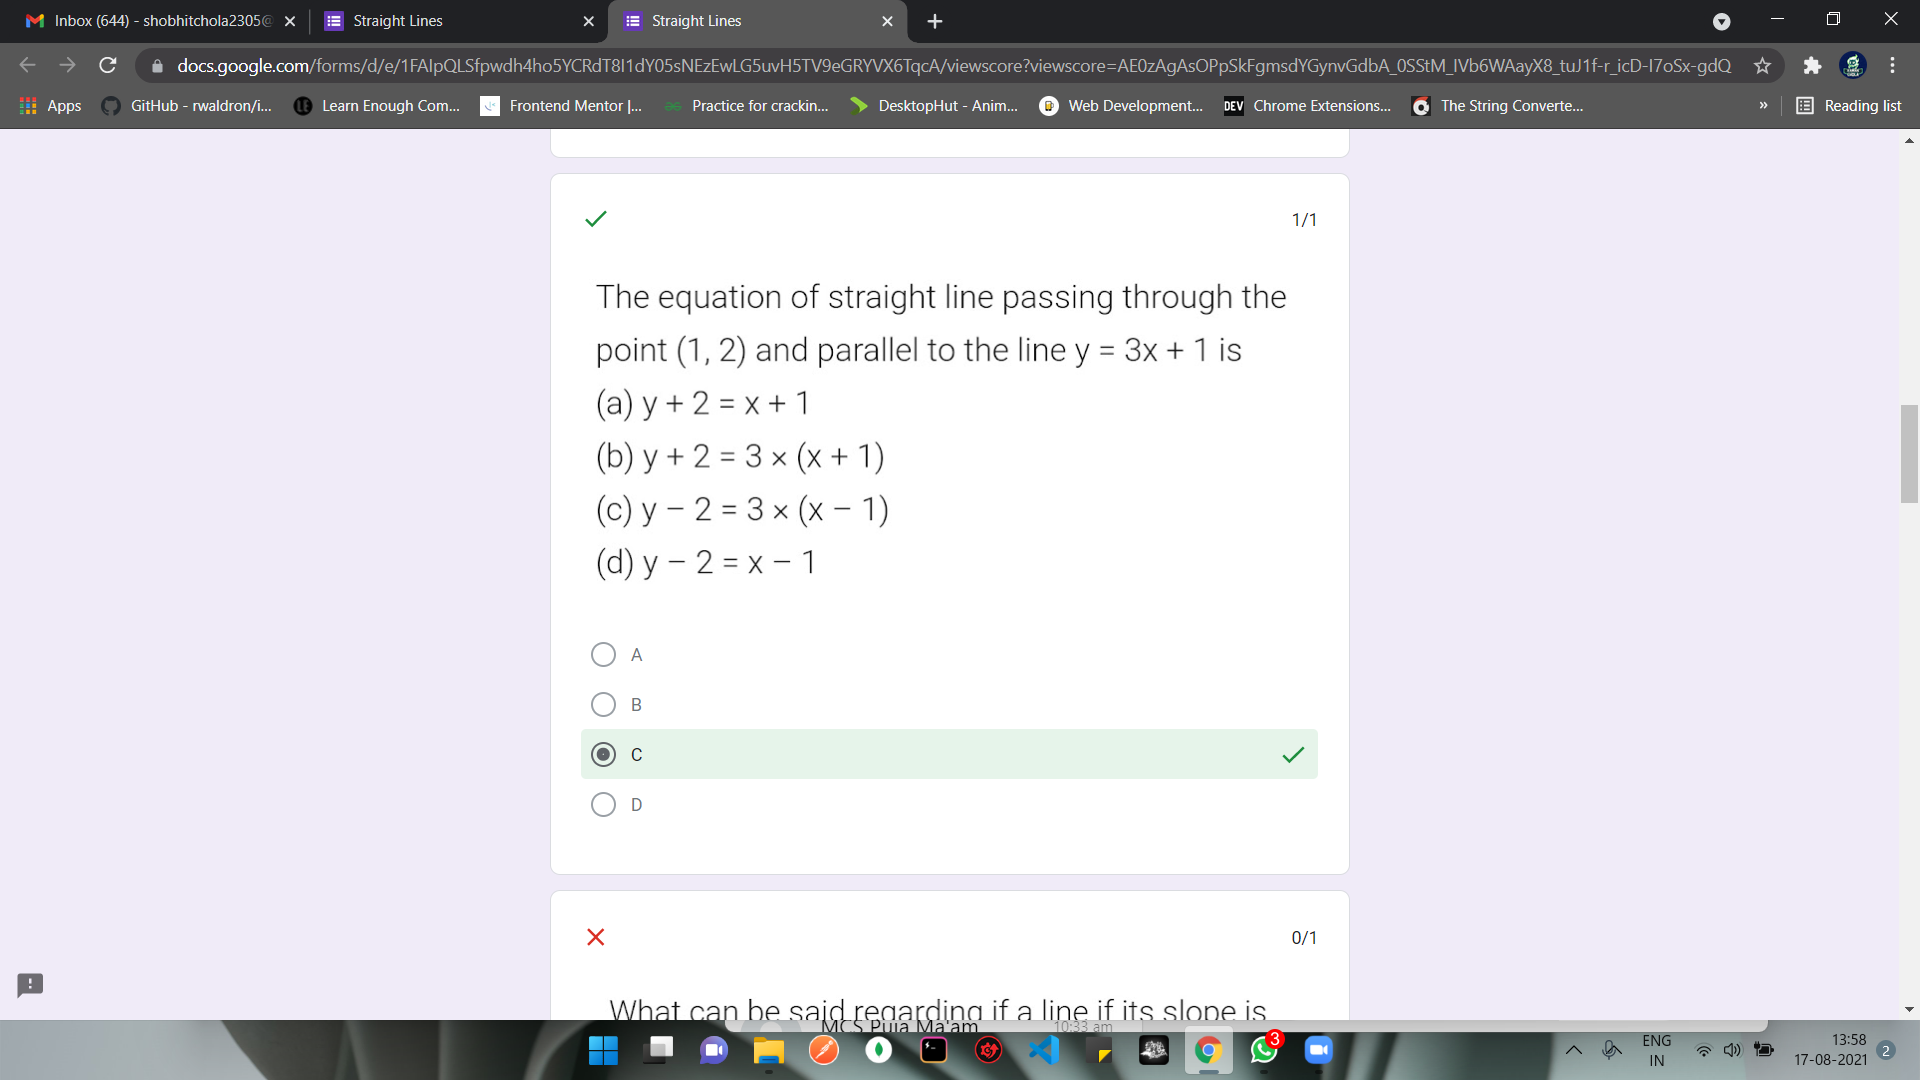 Inbox (644) - shobhitchola2305@
Straight Lines
Straight Lines
docs.google.com/forms/d/e/1FAIpQLSfpwdh4ho5YCRdT8I1dY05sNEzEwLG5uvH5TV9eGRYVX6TqcA/viewscore?viewscore=AE0zAgAsOPpSkFgmsdYGynvGdbA_0SStM_IVb6WAayX8_tuJ1f-r_icD-I7oSx-gdQ
Apps
GitHub - rwaldron/i...
Learn Enough Com...
Frontend Mentor |...
Practice for crackin...
DesktopHut - Anim...
Web Development...
DEV
Chrome Extensions...
The String Converte...
»
Reading list
1/1
The equation of straight line passing through the
point (1, 2) and parallel to the line y = 3x + 1 is
(a) y + 2 = x + 1
(b) y + 2 = 3 × (x + 1)
(c) y − 2 = 3 × (x − 1)
(d) y − 2 = x − 1
A
B
C
D
0/1
What can be said regarding if a line if its slope is
MCS Puja Ma'am
10:33 am
3
ENG
IN
13:58
17-08-2021
2